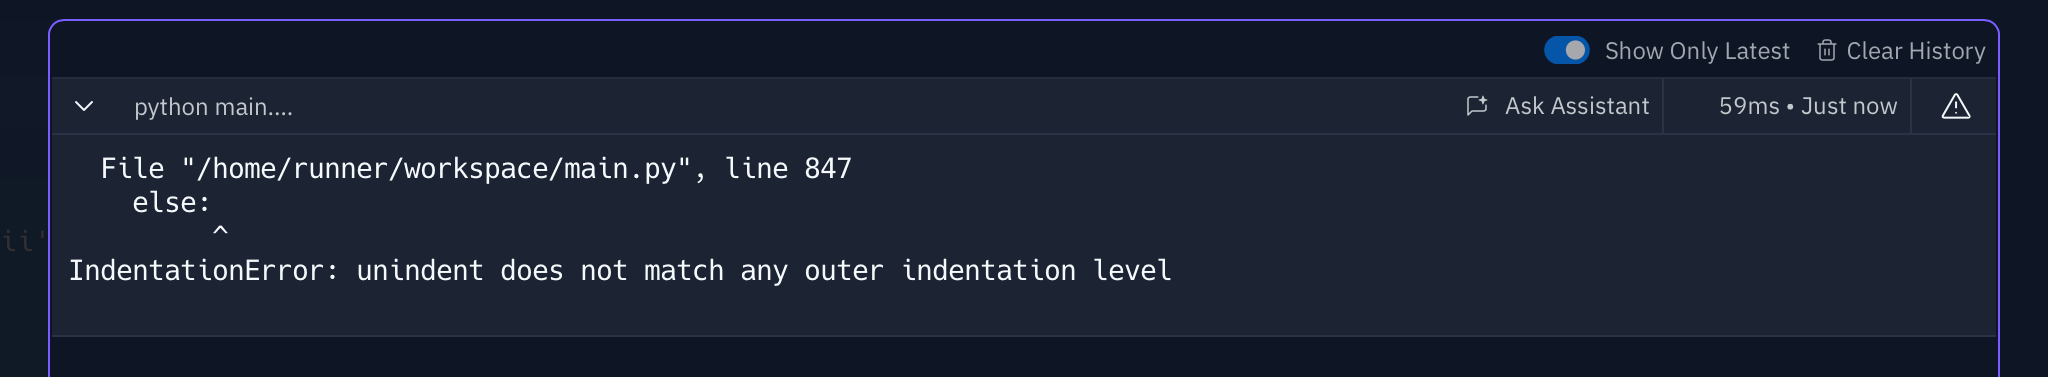 Show Only Latest Clear History
python main.... Ask Assistant 59ms • Just now
File "/home/runner/workspace/main.py", line 847
else:
^
ii'
IndentationError: unindent does not match any outer indentation level